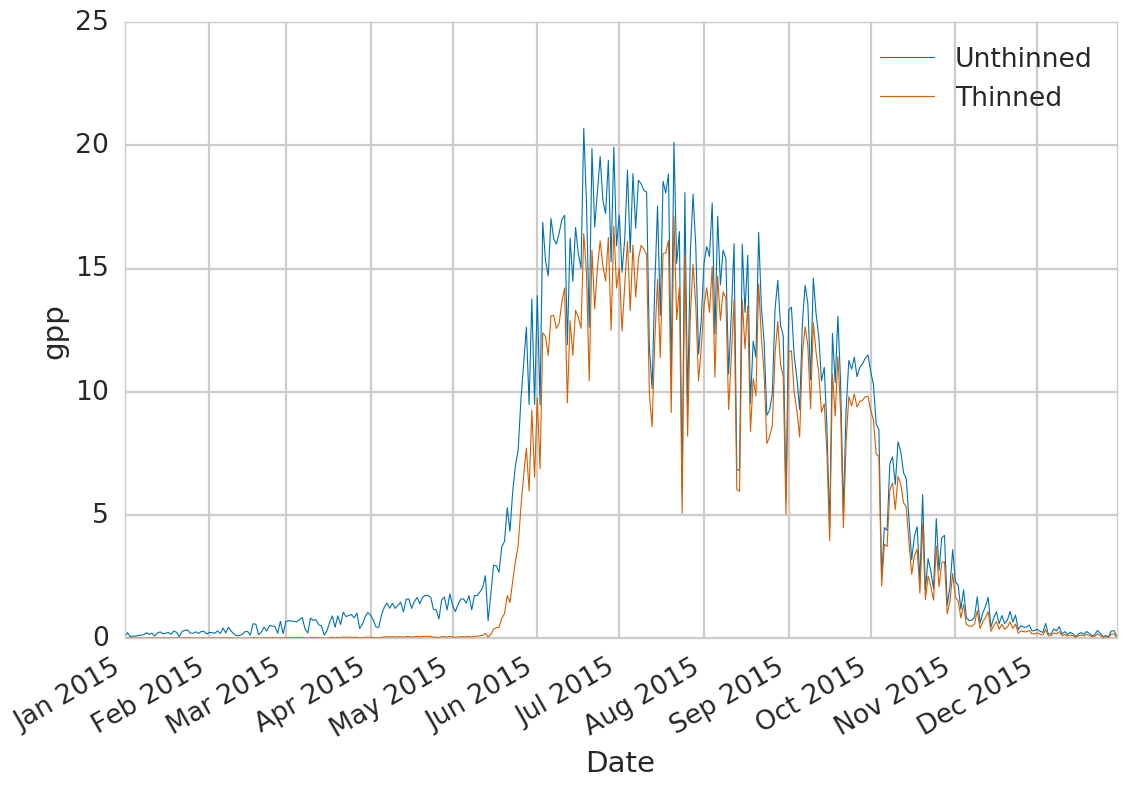 25
20
15
10
5
0
gpp
Unthinned
Thinned
Jan 2015
Feb 2015
Mar 2015
Apr 2015
May 2015
Jun 2015
Jul 2015
Aug 2015
Sep 2015
Oct 2015
Nov 2015
Dec 2015
Date